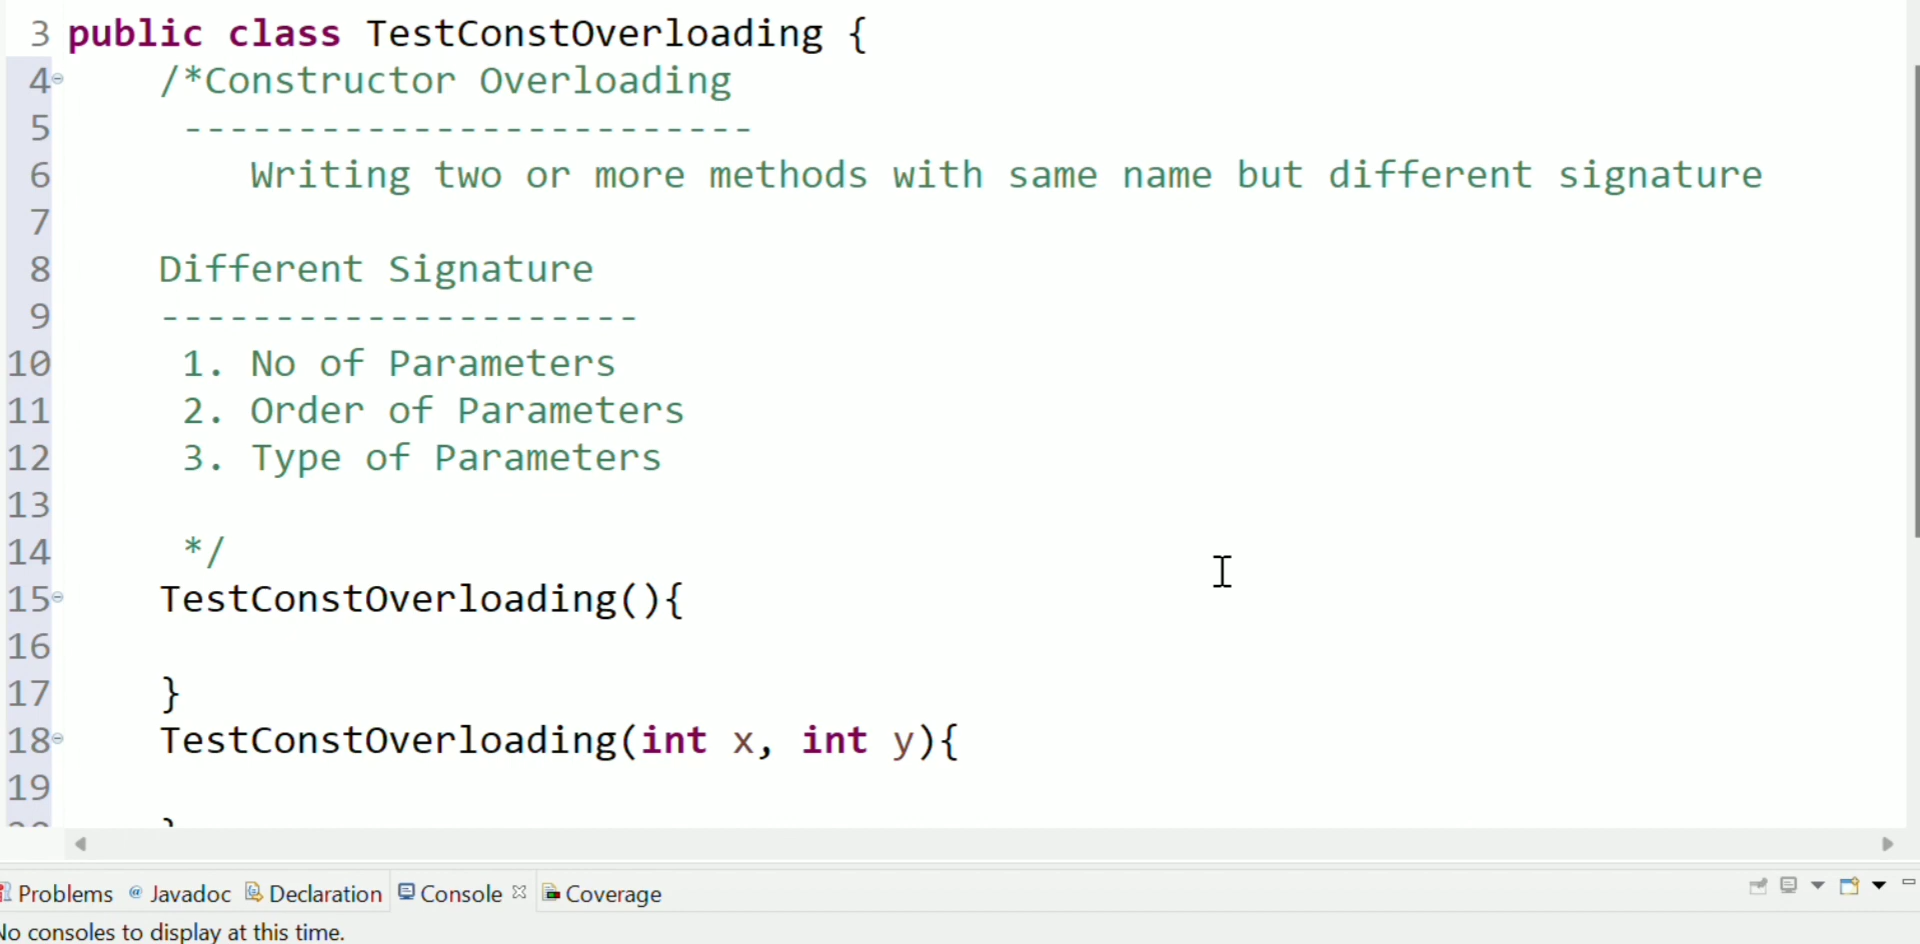 3 public class TestConstOverloading {
4 /*Constructor Overloading
5 -------------------------
6 Writing two or more methods with same name but different signature
7
8 Different Signature
9 ---------------------
10 1. No of Parameters
11 2. Order of Parameters
12 3. Type of Parameters
13
14 */
15 TestConstOverloading(){
16
17 }
18 TestConstOverloading(int x, int y){
19
Problems @ Javadoc Declaration Console Coverage
No consoles to display at this time.